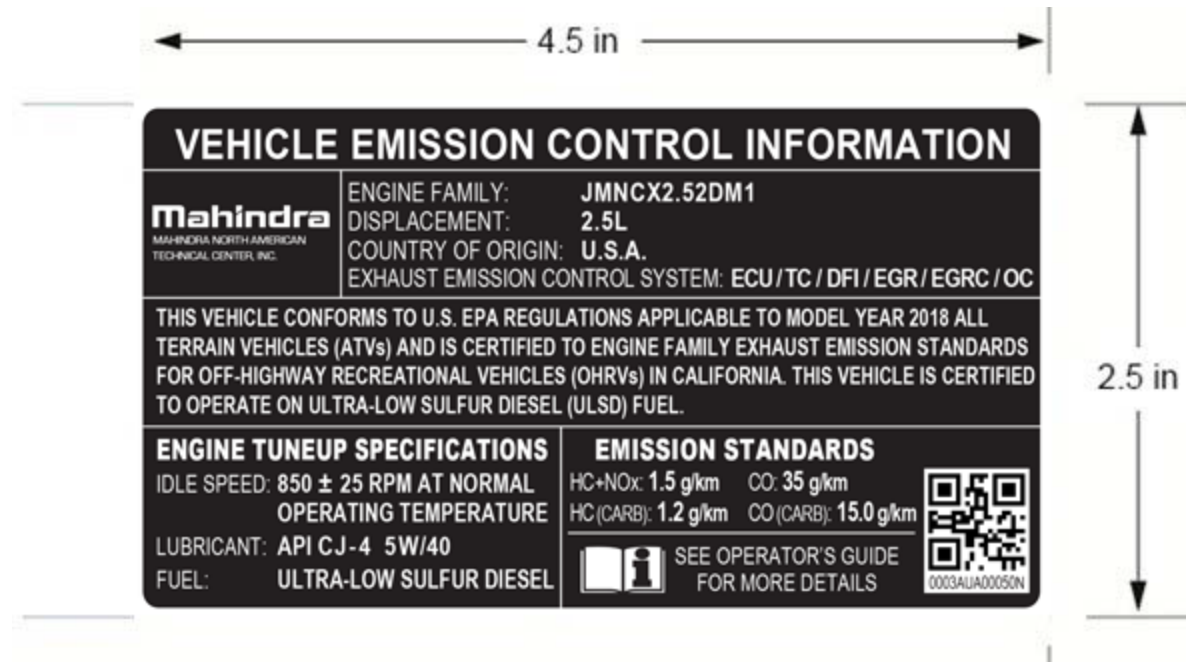 4.5 in
VEHICLE EMISSION CONTROL INFORMATION
Mahindra
MAHINDRA NORTH AMERICAN
TECHNICAL CENTER, INC.
ENGINE FAMILY: JMNCX2.52DM1
DISPLACEMENT: 2.5L
COUNTRY OF ORIGIN: U.S.A.
EXHAUST EMISSION CONTROL SYSTEM: ECU / TC / DFI / EGR / EGRC / OC
THIS VEHICLE CONFORMS TO U.S. EPA REGULATIONS APPLICABLE TO MODEL YEAR 2018 ALL
TERRAIN VEHICLES (ATVs) AND IS CERTIFIED TO ENGINE FAMILY EXHAUST EMISSION STANDARDS
FOR OFF-HIGHWAY RECREATIONAL VEHICLES (OHRVs) IN CALIFORNIA. THIS VEHICLE IS CERTIFIED
TO OPERATE ON ULTRA-LOW SULFUR DIESEL (ULSD) FUEL.
2.5 in
ENGINE TUNEUP SPECIFICATIONS
IDLE SPEED: 850 ± 25 RPM AT NORMAL
OPERATING TEMPERATURE
LUBRICANT: API CJ-4 5W/40
FUEL: ULTRA-LOW SULFUR DIESEL
EMISSION STANDARDS
HC+NOx: 1.5 g/km CO: 35 g/km
HC (CARB): 1.2 g/km CO (CARB): 15.0 g/km
SEE OPERATOR'S GUIDE
FOR MORE DETAILS
0003AUA00050N